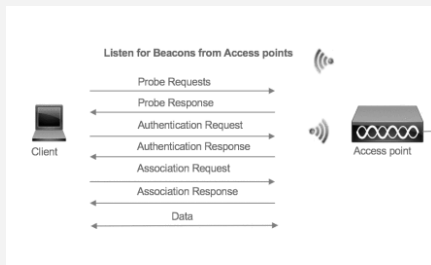 Listen for Beacons from Access points
Probe Requests
Probe Response
Authentication Request
Authentication Response
Association Request
Association Response
Data
Client
Access point